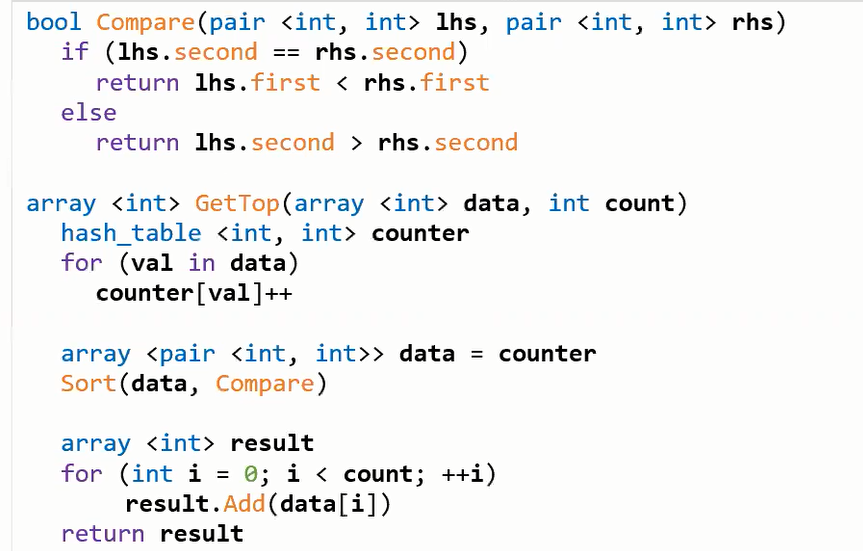 bool Compare(pair <int, int> lhs, pair <int, int> rhs)
if (lhs.second == rhs.second)
return lhs.first < rhs.first
else
return lhs.second > rhs.second
array <int> GetTop(array <int> data, int count)
hash_table <int, int> counter
for (val in data)
counter[val]++
array <pair <int, int>> data = counter
Sort(data, Compare)
array <int> result
for (int i = 0; i < count; ++i)
result.Add(data[i])
return result